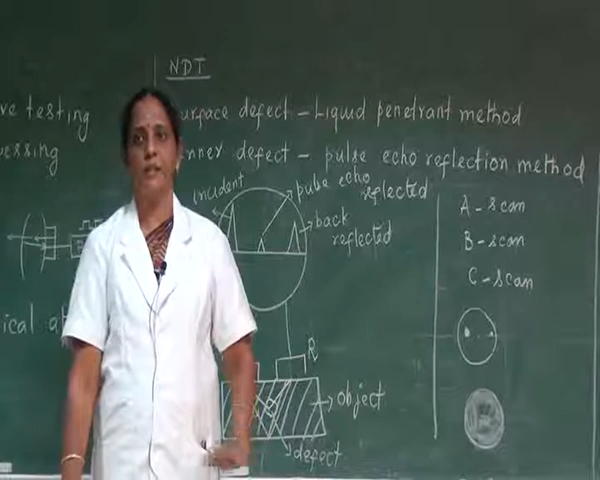 NDT
ve testing
urface defect - Liquid penetrant method
essing
nner defect - pulse echo reflection method
incident
pulse echo
reflected
back
reflected
A - scan
B - scan
C - scan
ical
R
object
defect